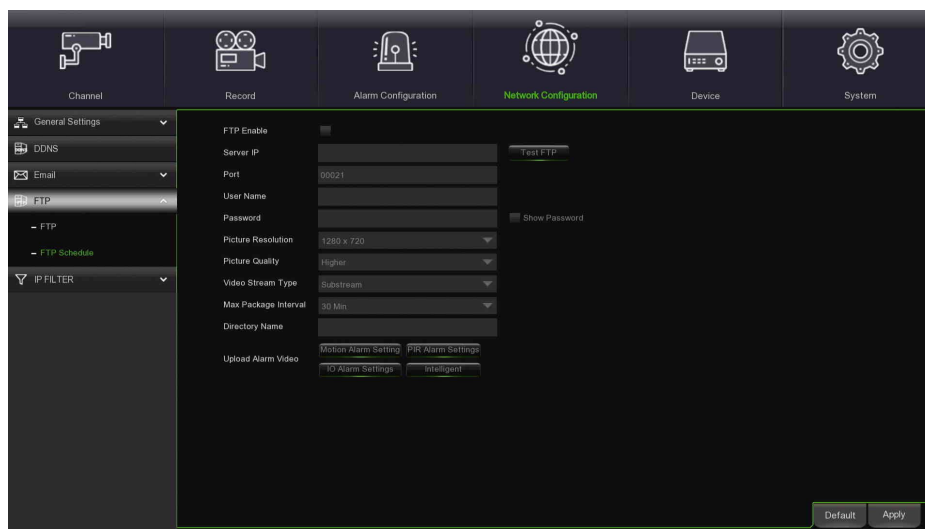 Channel Record Alarm Configuration Network Configuration Device System
General Settings
DDNS
Email
FTP
– FTP
– FTP Schedule
IP FILTER
FTP Enable
Server IP Test FTP
Port 00021
User Name
Password Show Password
Picture Resolution 1280 x 720
Picture Quality Higher
Video Stream Type Substream
Max Package Interval 30 Min
Directory Name
Upload Alarm Video
Motion Alarm Setting PIR Alarm Settings
IO Alarm Settings Intelligent
Default Apply